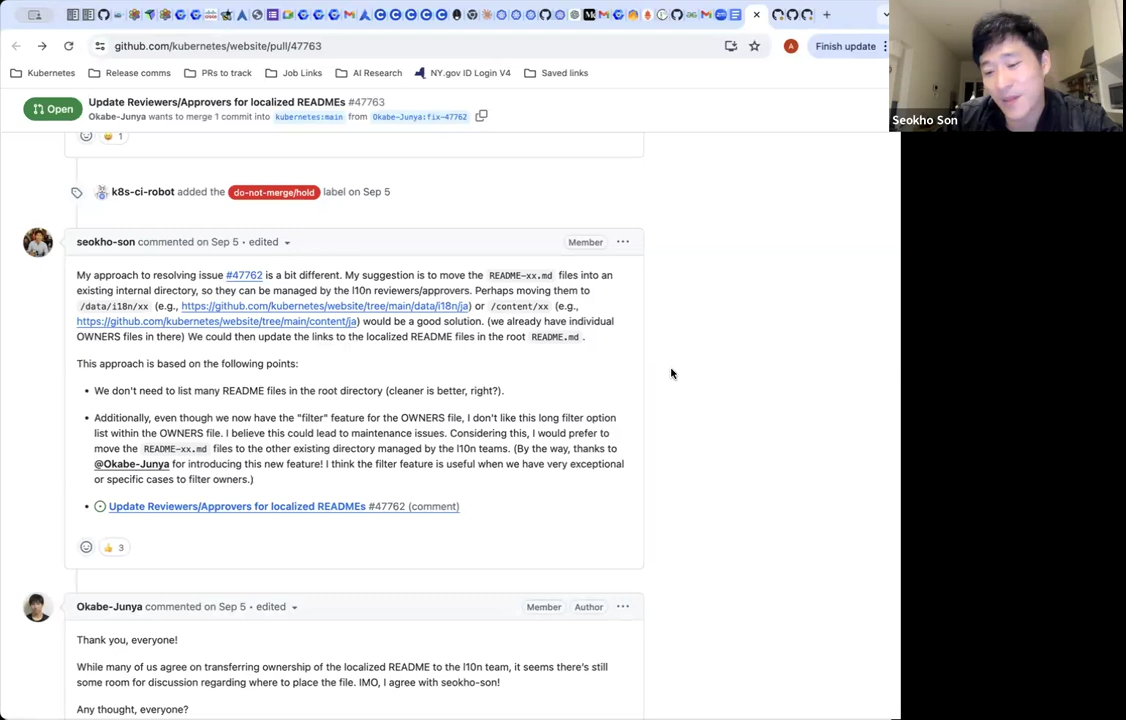 github.com/kubernetes/website/pull/47763
A
Finish update
Kubernetes
Release comms
PRs to track
Job Links
AI Research
NY.gov ID Login V4
Saved links
Open
Update Reviewers/Approvers for localized READMEs #47763
Okabe-Junya wants to merge 1 commit into kubernetes:main from Okabe-Junya:fix-47762
Seokho Son
1
k8s-ci-robot added the do-not-merge/hold label on Sep 5
seokho-son commented on Sep 5 • edited
Member
My approach to resolving issue #47762 is a bit different. My suggestion is to move the README-xx.md files into an
existing internal directory, so they can be managed by the l10n reviewers/approvers. Perhaps moving them to
/data/i18n/xx (e.g., https://github.com/kubernetes/website/tree/main/data/i18n/ja) or /content/xx (e.g.,
https://github.com/kubernetes/website/tree/main/content/ja) would be a good solution. (we already have individual
OWNERS files in there) We could then update the links to the localized README files in the root README.md .
This approach is based on the following points:
• We don't need to list many README files in the root directory (cleaner is better, right?).
• Additionally, even though we now have the "filter" feature for the OWNERS file, I don't like this long filter option
list within the OWNERS file. I believe this could lead to maintenance issues. Considering this, I would prefer to
move the README-xx.md files to the other existing directory managed by the l10n teams. (By the way, thanks to
@Okabe-Junya for introducing this new feature! I think the filter feature is useful when we have very exceptional
or specific cases to filter owners.)
• Update Reviewers/Approvers for localized READMEs #47762 (comment)
3
Okabe-Junya commented on Sep 5 • edited
Member
Author
Thank you, everyone!
While many of us agree on transferring ownership of the localized README to the l10n team, it seems there's still
some room for discussion regarding where to place the file. IMO, I agree with seokho-son!
Any thought, everyone?